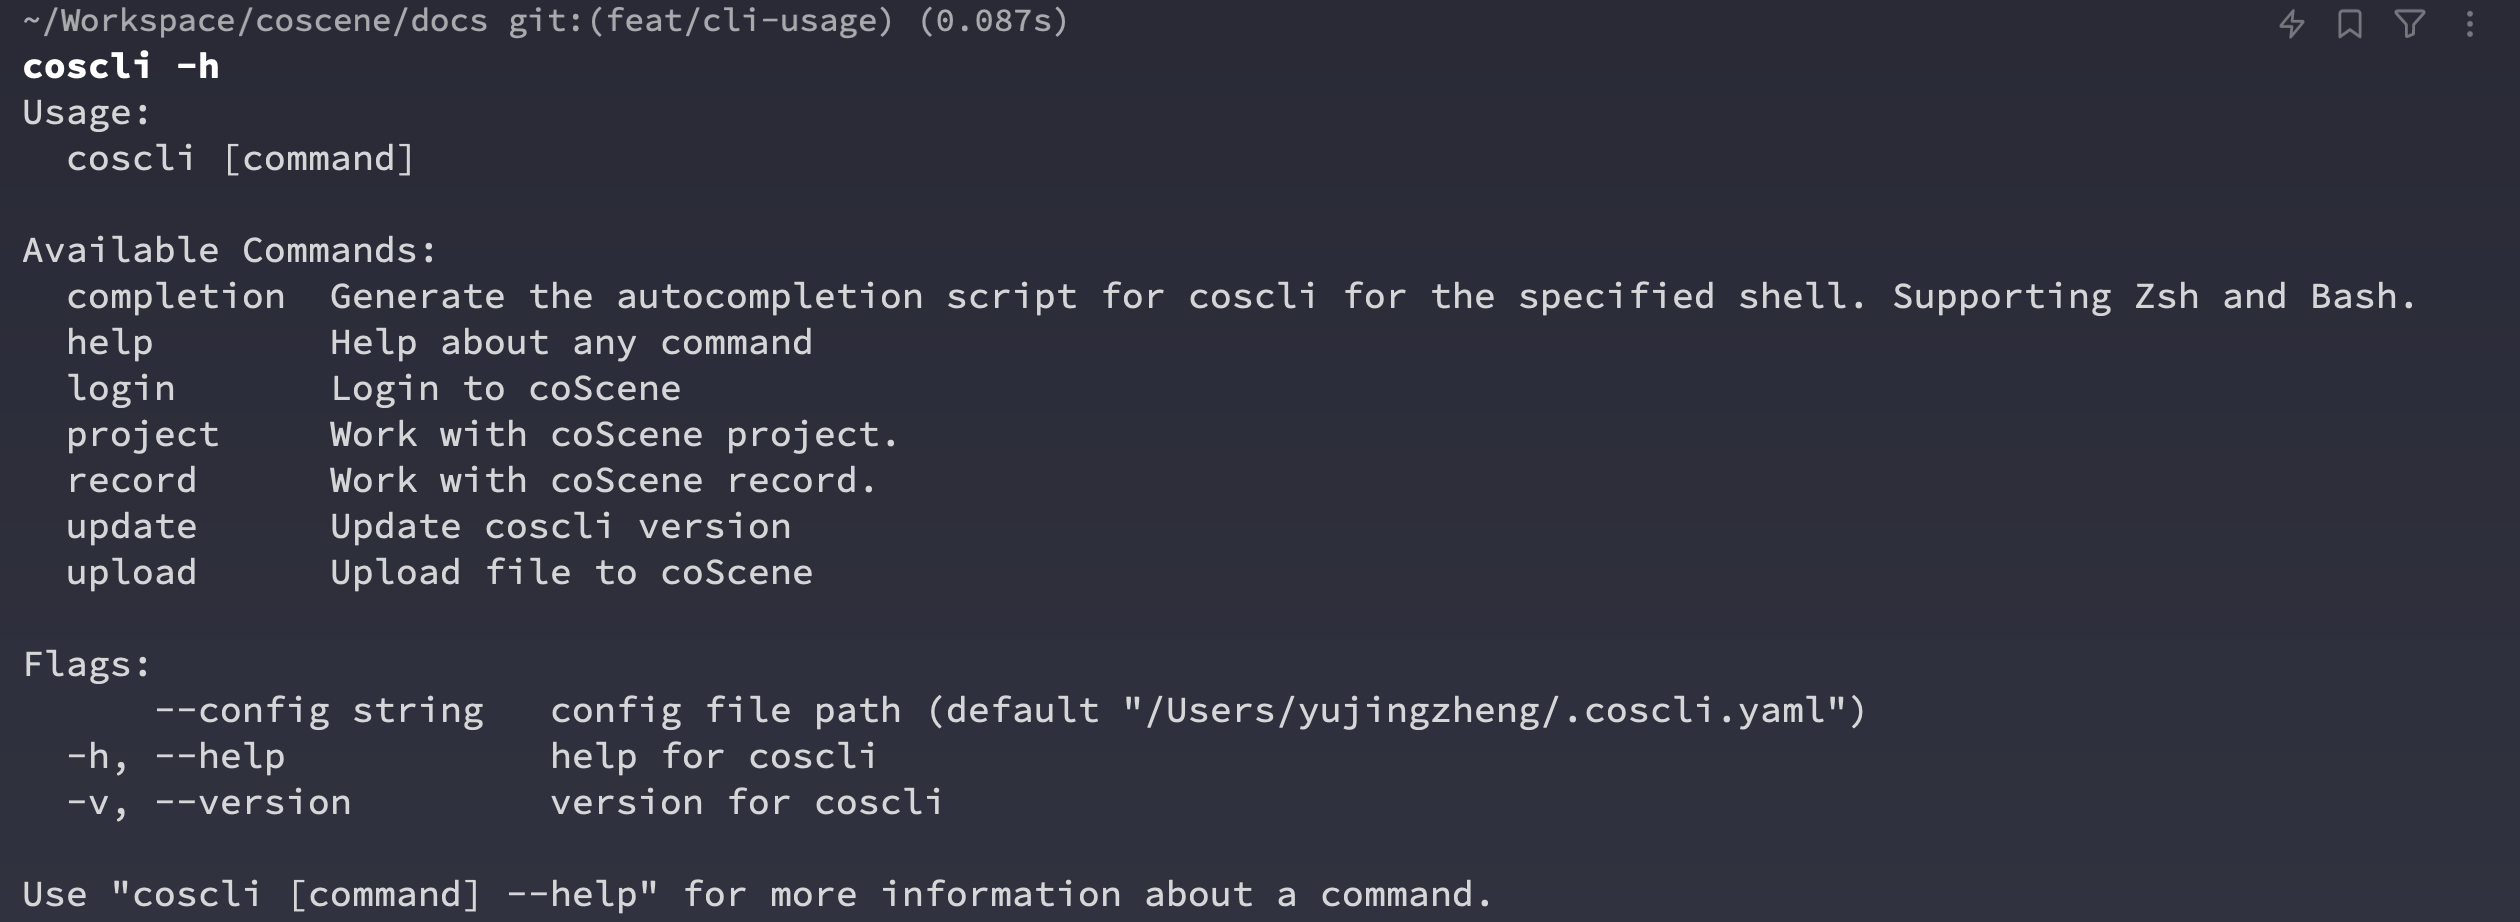 ~/Workspace/coscene/docs git:(feat/cli-usage) (0.087s)
coscli -h
Usage:
  coscli [command]

Available Commands:
  completion  Generate the autocompletion script for coscli for the specified shell. Supporting Zsh and Bash.
  help        Help about any command
  login       Login to coScene
  project     Work with coScene project.
  record      Work with coScene record.
  update      Update coscli version
  upload      Upload file to coScene

Flags:
      --config string   config file path (default "/Users/yujingzheng/.coscli.yaml")
  -h, --help            help for coscli
  -v, --version         version for coscli

Use "coscli [command] --help" for more information about a command.